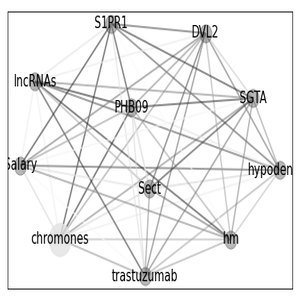 S1PR1
DVL2
lncRNAs
PHB09
SGTA
Salary
hypoden
Sect
chromones
hm
trastuzumab